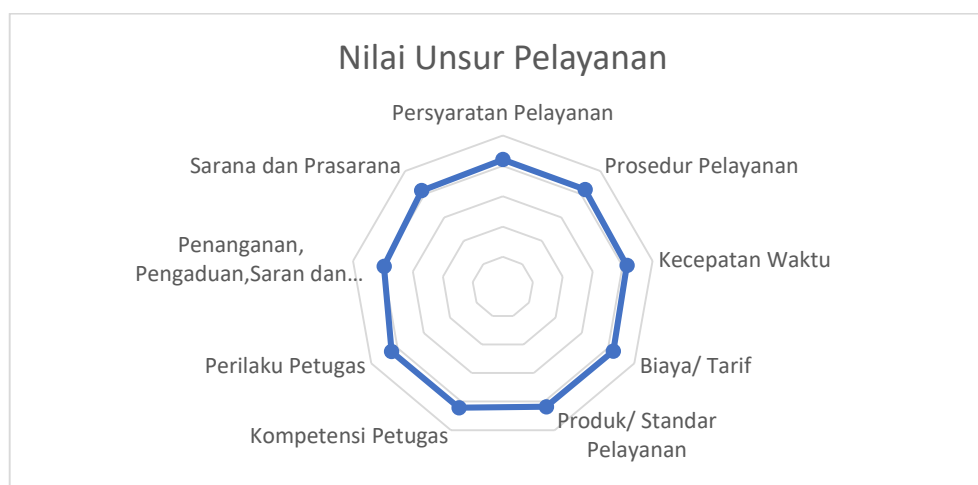 Nilai Unsur Pelayanan
Persyaratan Pelayanan
Prosedur Pelayanan
Kecepatan Waktu
Biaya/ Tarif
Produk/ Standar
Pelayanan
Kompetensi Petugas
Perilaku Petugas
Penanganan,
Pengaduan,Saran dan...
Sarana dan Prasarana